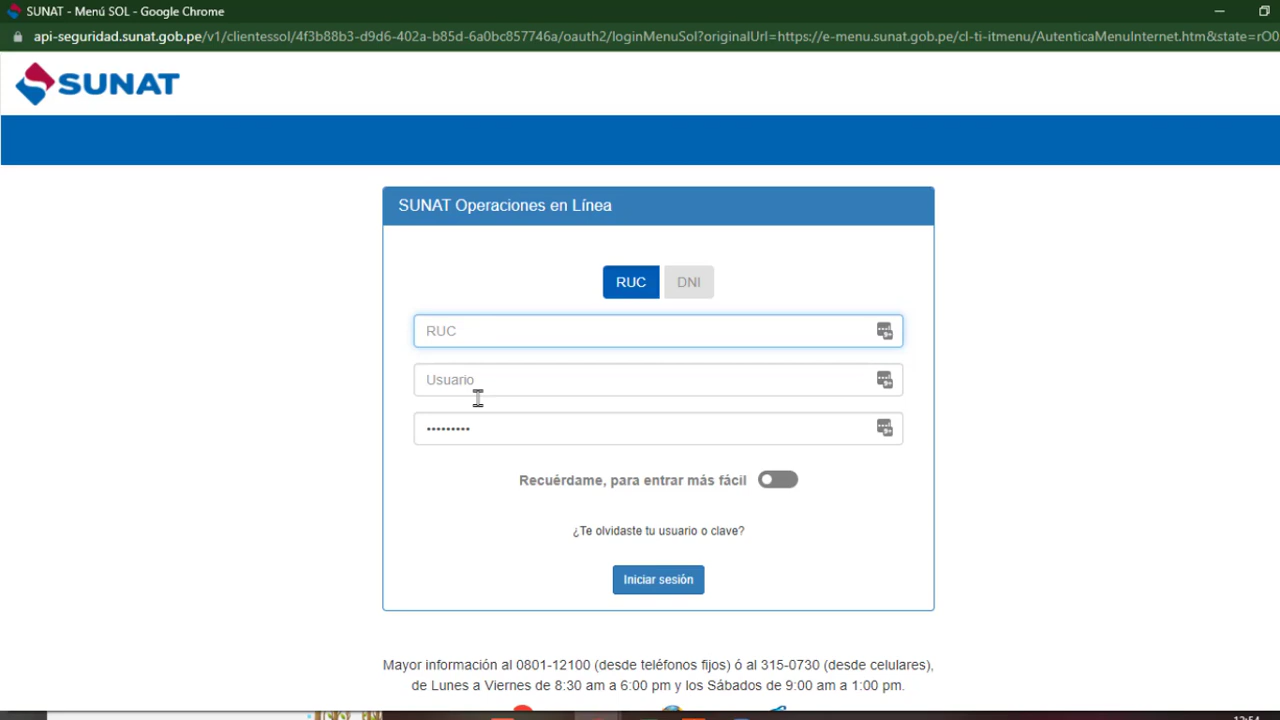 SUNAT - Menú SOL - Google Chrome
api-seguridad.sunat.gob.pe/v1/clientessol/4f3b88b3-d9d6-402a-b85d-6a0bc857746a/oauth2/loginMenuSol?originalUrl=https://e-menu.sunat.gob.pe/cl-ti-itmenu/AutenticaMenuInternet.htm&state=rO0
SUNAT
SUNAT Operaciones en Línea
RUC DNI
RUC
Usuario
•••••••••
Recuérdame, para entrar más fácil
¿Te olvidaste tu usuario o clave?
Iniciar sesión
Mayor información al 0801-12100 (desde teléfonos fijos) ó al 315-0730 (desde celulares),
de Lunes a Viernes de 8:30 am a 6:00 pm y los Sábados de 9:00 am a 1:00 pm.